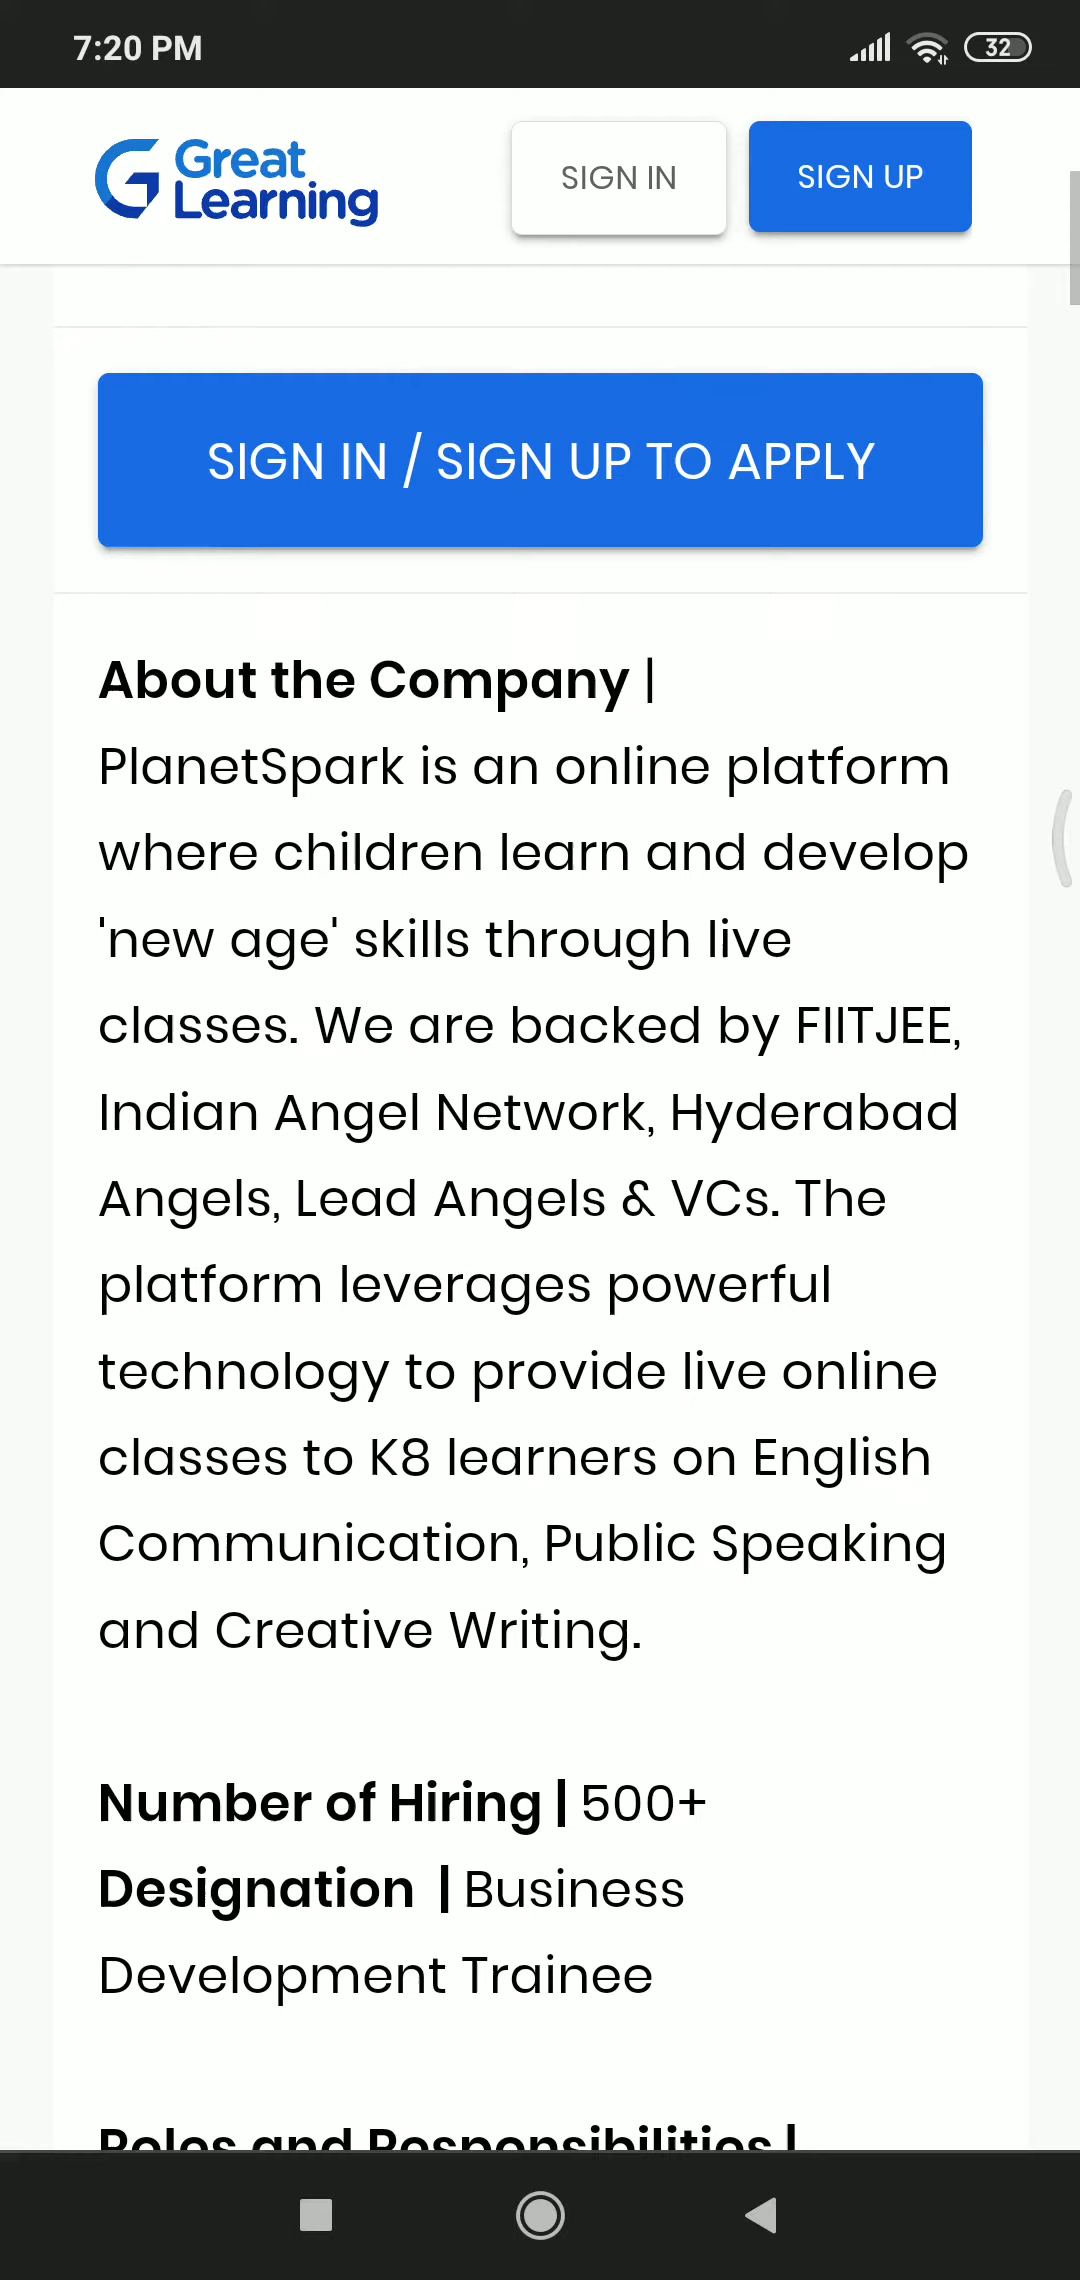 7:20 PM
32
Great
Learning
SIGN IN
SIGN UP
SIGN IN / SIGN UP TO APPLY
About the Company |
PlanetSpark is an online platform
where children learn and develop
'new age' skills through live
classes. We are backed by FIITJEE,
Indian Angel Network, Hyderabad
Angels, Lead Angels & VCs. The
platform leverages powerful
technology to provide live online
classes to K8 learners on English
Communication, Public Speaking
and Creative Writing.
Number of Hiring | 500+
Designation | Business
Development Trainee
Roles and Responsibilities |